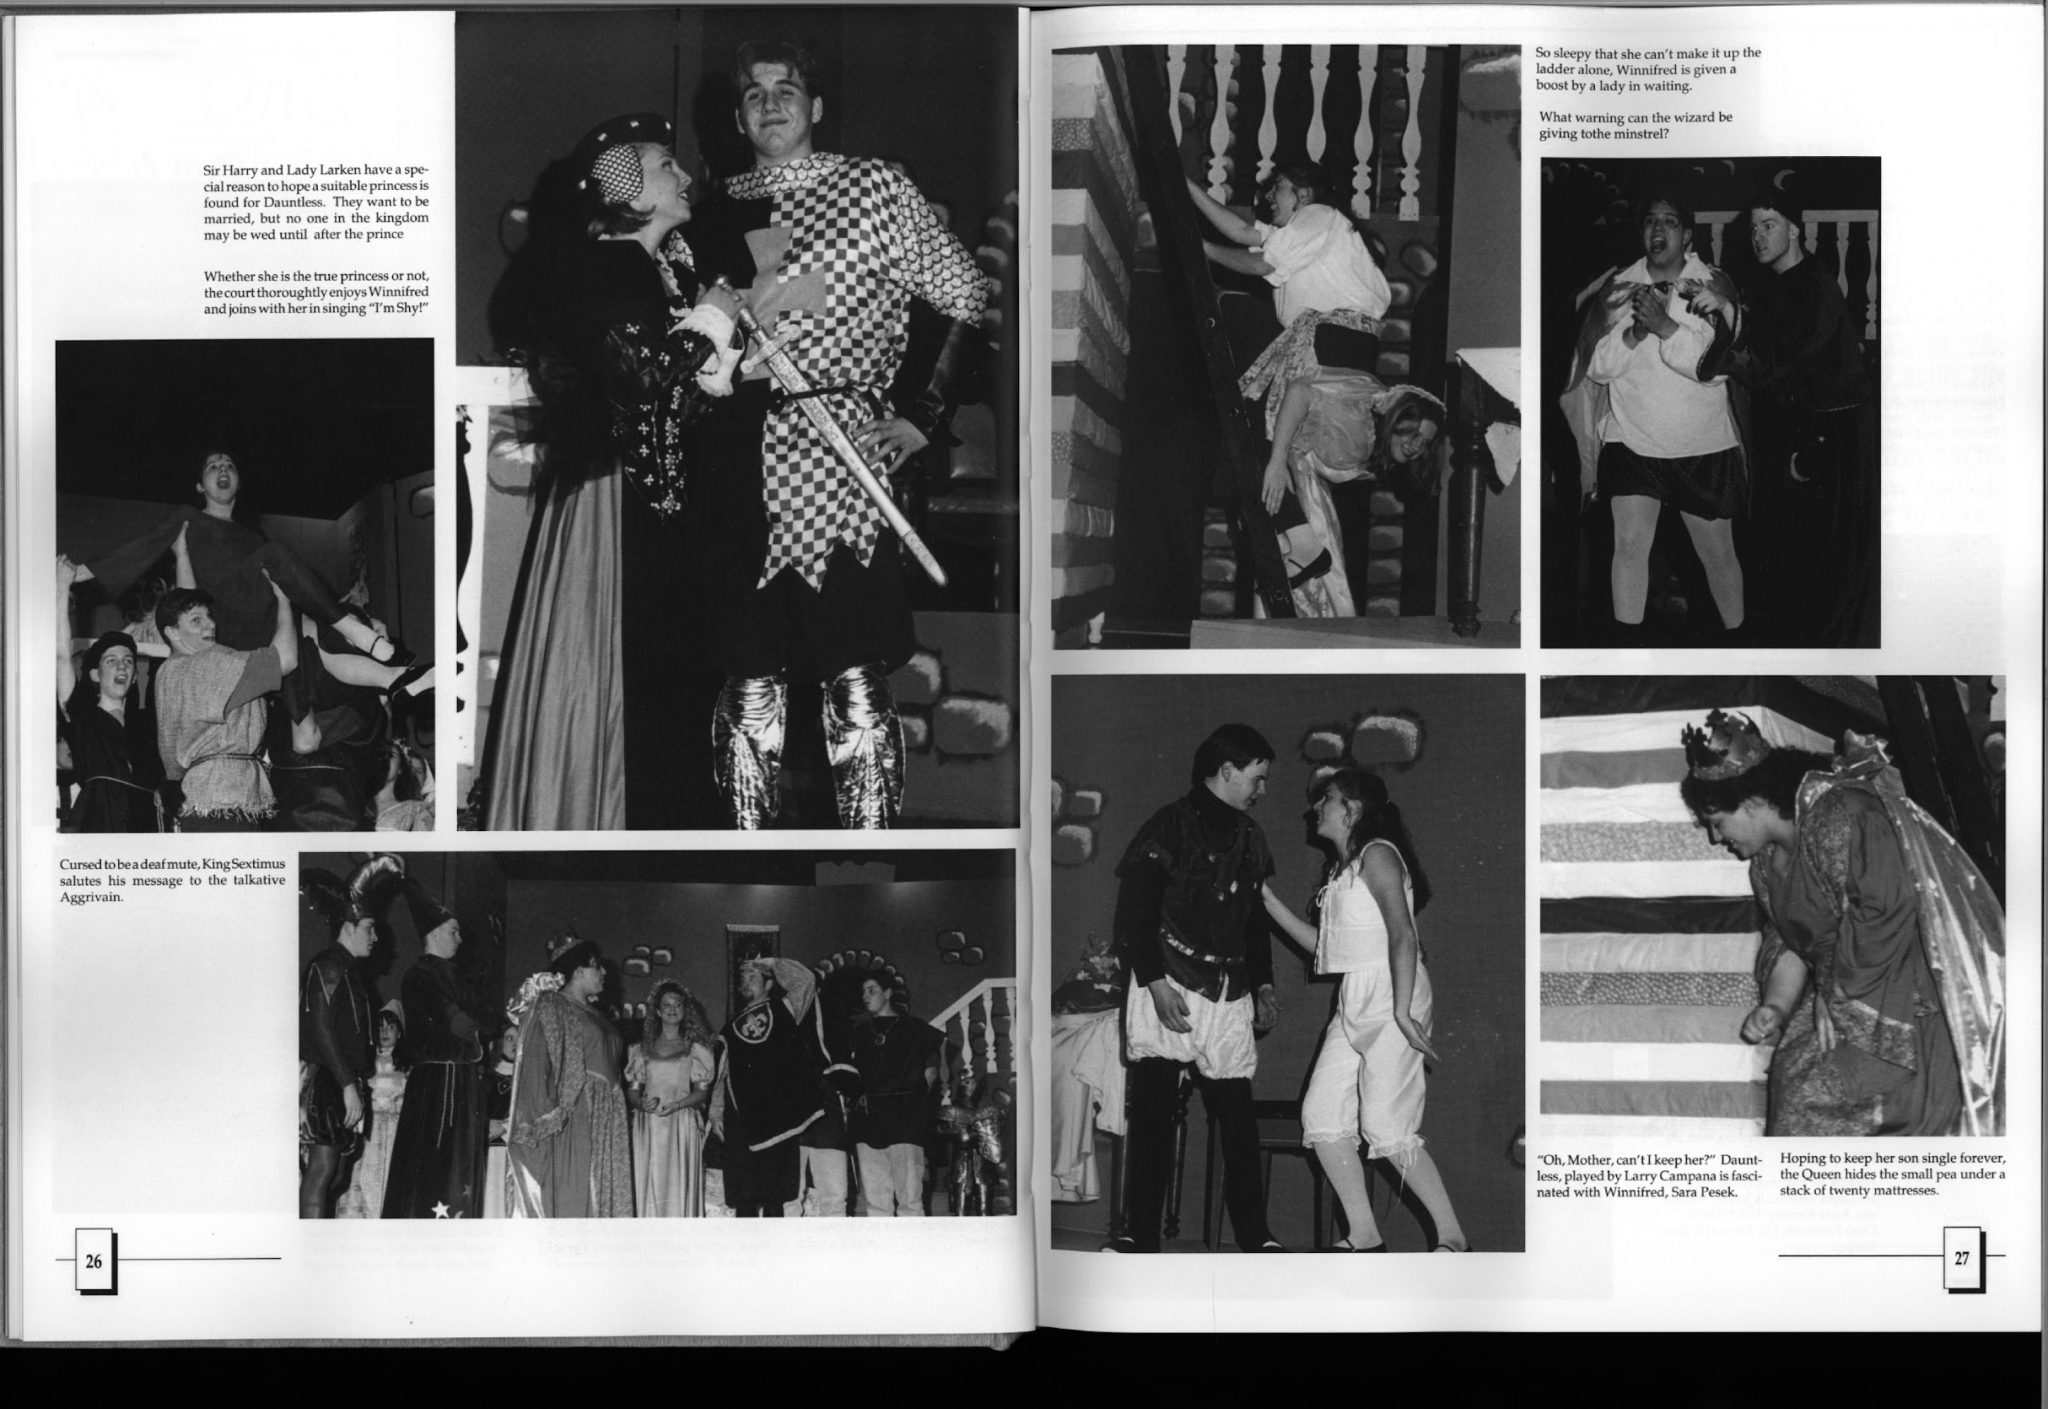 Sir Harry and Lady Larken have a spe-
cial reason to hope a suitable princess is
found for Dauntless. They want to be
married, but no one in the kingdom
may be wed until after the prince
Whether she is the true princess or not,
the court thoroughtly enjoys Winnifred
and joins with her in singing "I'm Shy!"
Cursed to be a deaf mute, King Sextimus
salutes his message to the talkative
Aggrivain.
26
So sleepy that she can't make it up the
ladder alone, Winnifred is given a
boost by a lady in waiting.
What warning can the wizard be
giving tothe minstrel?
"Oh, Mother, can't I keep her?" Daunt-
less, played by Larry Campana is fasci-
nated with Winnifred, Sara Pesek.
Hoping to keep her son single forever,
the Queen hides the small pea under a
stack of twenty mattresses.
27